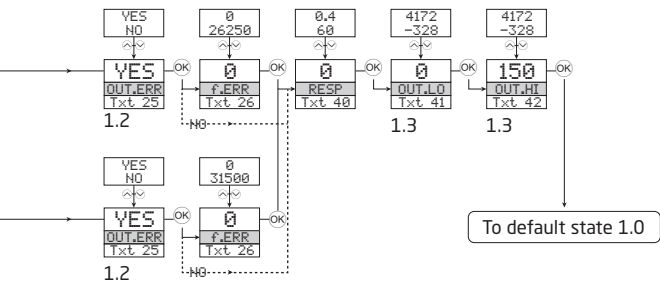 YES
NO
0
26250
0.4
60
4172
-328
4172
-328
YES
OUT.ERR
Txt 25
OK
0
f.ERR
Txt 26
OK
0
RESP
Txt 40
OK
0
OUT.LO
Txt 41
OK
150
OUT.HI
Txt 42
OK
1.2
NO
1.3
1.3
YES
NO
0
31500
YES
OUT.ERR
Txt 25
OK
0
f.ERR
Txt 26
OK
1.2
NO
To default state 1.0